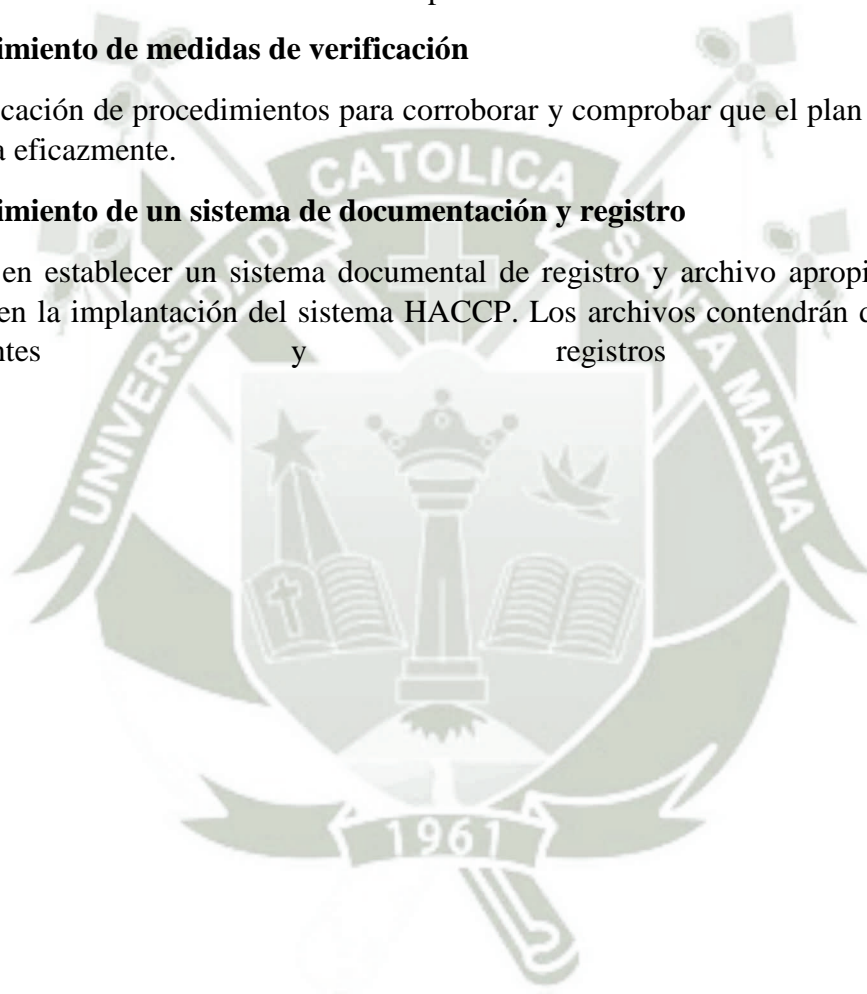 imiento de medidas de verificación
cación de procedimientos para corroborar y comprobar que el plan
a eficazmente.
imiento de un sistema de documentación y registro
en establecer un sistema documental de registro y archivo apropi
en la implantación del sistema HACCP. Los archivos contendrán
ntes y registros
UNIVERSIDAD CATOLICA SANTA MARIA
1961